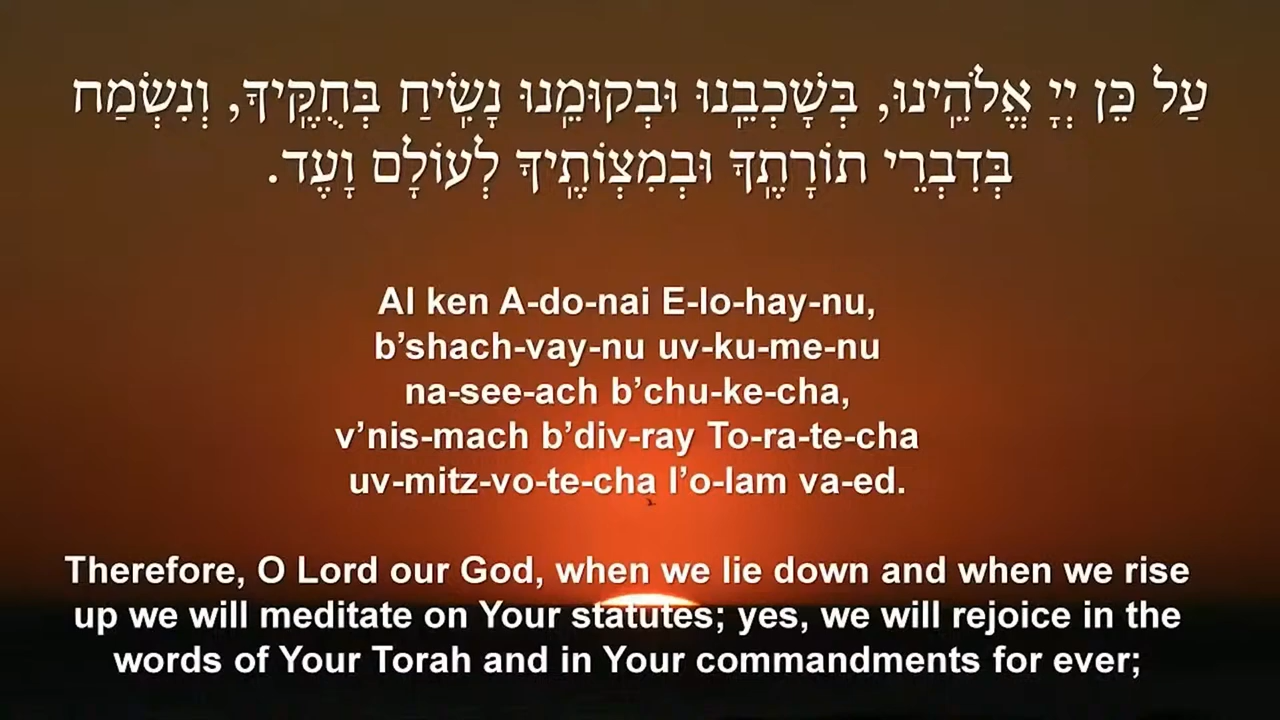 עַל כֵּן יְיָ אֱלֹהֵֽינוּ, בְּשָׁכְבֵֽנוּ וּבְקוּמֵֽנוּ נָשִֽׂיחַ בְּחֻקֶּֽיךָ, וְנִשְׂמַח
בְּדִבְרֵי תוֹרָתֶֽךָ וּבְמִצְוֹתֶֽיךָ לְעוֹלָם וָעֶד.
Al ken A-do-nai E-lo-hay-nu,
b’shach-vay-nu uv-ku-me-nu
na-see-ach b’chu-ke-cha,
v’nis-mach b’div-ray To-ra-te-cha
uv-mitz-vo-te-cha l’o-lam va-ed.
Therefore, O Lord our God, when we lie down and when we rise
up we will meditate on Your statutes; yes, we will rejoice in the
words of Your Torah and in Your commandments for ever;